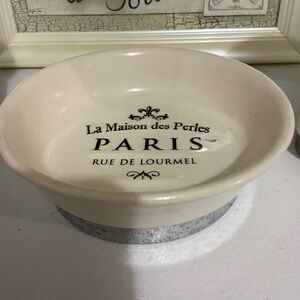 La Maison des Perles
PARIS
RUE DE LOURMEL